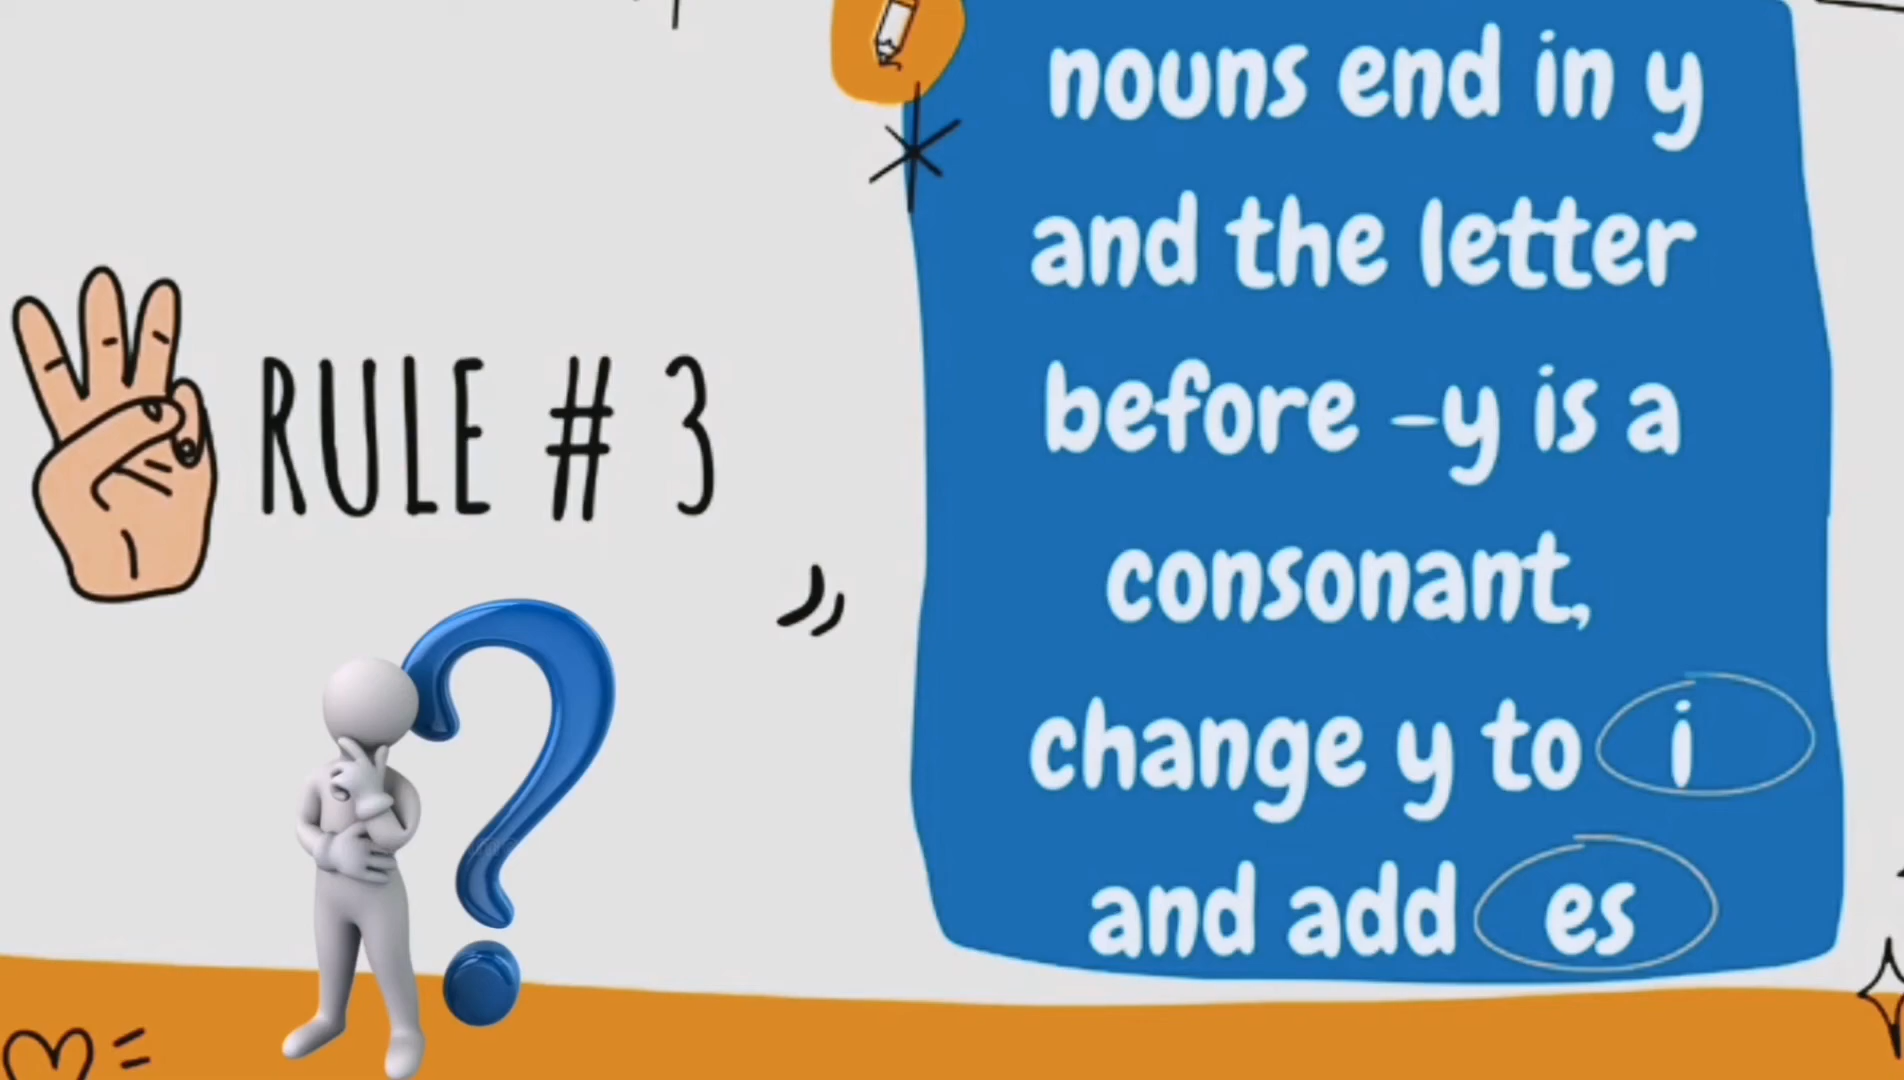 RULE # 3
nouns end in y
and the letter
before -y is a
consonant,
change y to i
and add es